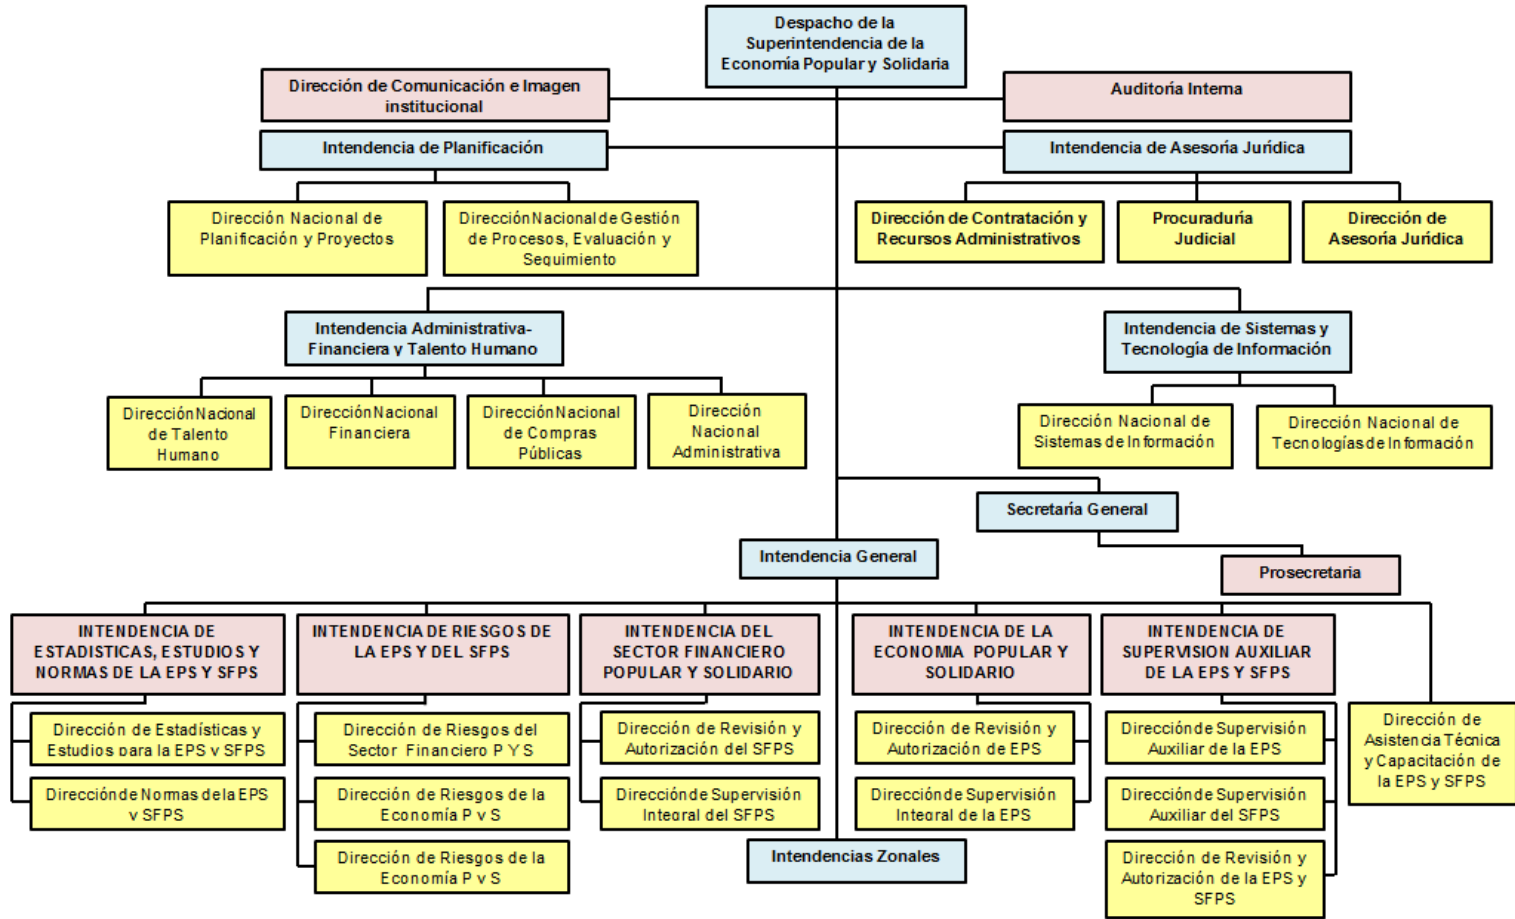 Despacho de la
Superintendencia de la
Economía Popular y Solidaria
Dirección de Comunicación e Imagen
institucional
Auditoría Interna
Intendencia de Planificación
Intendencia de Asesoría Jurídica
Dirección Nacional de
Planificación y Proyectos
Dirección Nacional de Gestión
de Procesos, Evaluación y
Seguimiento
Dirección de Contratación y
Recursos Administrativos
Procuraduría
Judicial
Dirección de
Asesoría Jurídica
Intendencia Administrativa-
Financiera y Talento Humano
Intendencia de Sistemas y
Tecnología de Información
Dirección Nacional
de Talento
Humano
Dirección Nacional
Financiera
Dirección Nacional
de Compras
Públicas
Dirección
Nacional
Administrativa
Dirección Nacional de
Sistemas de Información
Dirección Nacional de
Tecnologías de Información
Secretaría General
Intendencia General
Prosecretaria
INTENDENCIA DE
ESTADISTICAS, ESTUDIOS Y
NORMAS DE LA EPS Y SFPS
INTENDENCIA DE RIESGOS DE
LA EPS Y DEL SFPS
INTENDENCIA DEL
SECTOR FINANCIERO
POPULAR Y SOLIDARIO
INTENDENCIA DE LA
ECONOMIA POPULAR Y
SOLIDARIO
INTENDENCIA DE
SUPERVISION AUXILIAR
DE LA EPS Y SFPS
Dirección de Estadísticas y
Estudios para la EPS y SFPS
Dirección de Riesgos del
Sector Financiero P Y S
Dirección de Revisión y
Autorización del SFPS
Dirección de Revisión y
Autorización de EPS
Dirección de Supervisión
Auxiliar de la EPS
Dirección de
Asistencia Técnica
y Capacitación de
la EPS y SFPS
Dirección de Normas de la EPS
y SFPS
Dirección de Riesgos de la
Economía P y S
Dirección de Supervisión
Integral del SFPS
Dirección de Supervisión
Integral de la EPS
Dirección de Supervisión
Auxiliar del SFPS
Dirección de Riesgos de la
Economía P y S
Intendencias Zonales
Dirección de Revisión y
Autorización de la EPS y
SFPS